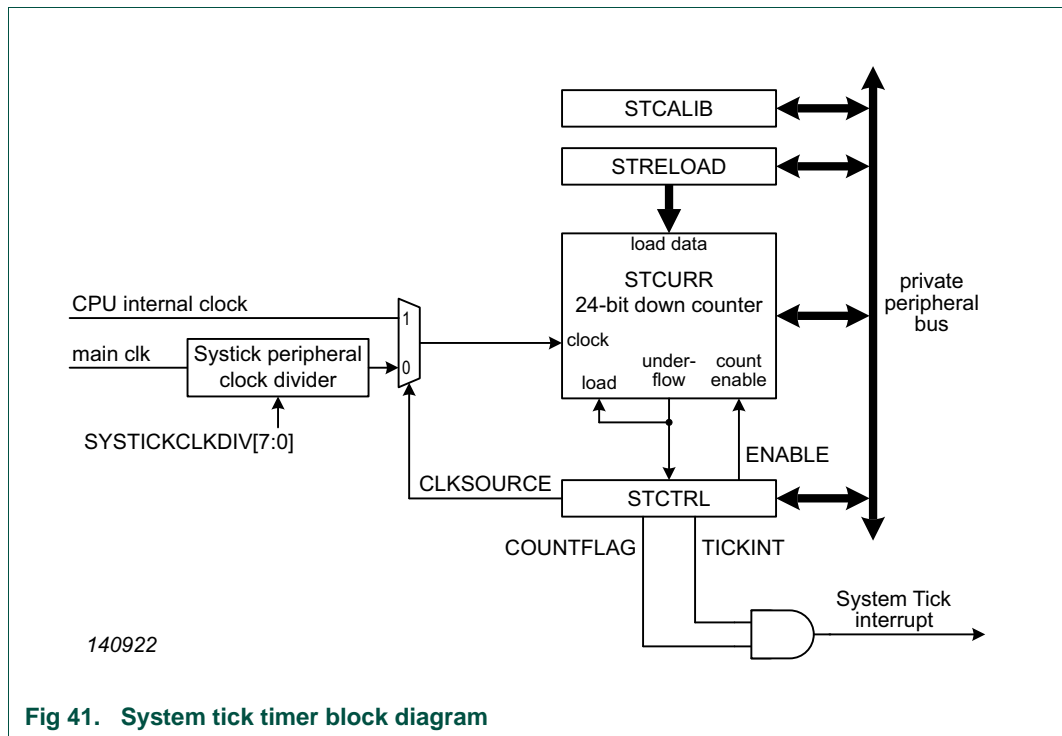 STCALIB
STRELOAD
load data
STCURR
24-bit down counter
private
peripheral
bus
CPU internal clock
1
clock
main clk
Systick peripheral
clock divider
0
under-
flow
count
enable
load
SYSTICKCLKDIV[7:0]
ENABLE
CLKSOURCE
STCTRL
COUNTFLAG
TICKINT
System Tick
interrupt
140922
Fig 41. System tick timer block diagram